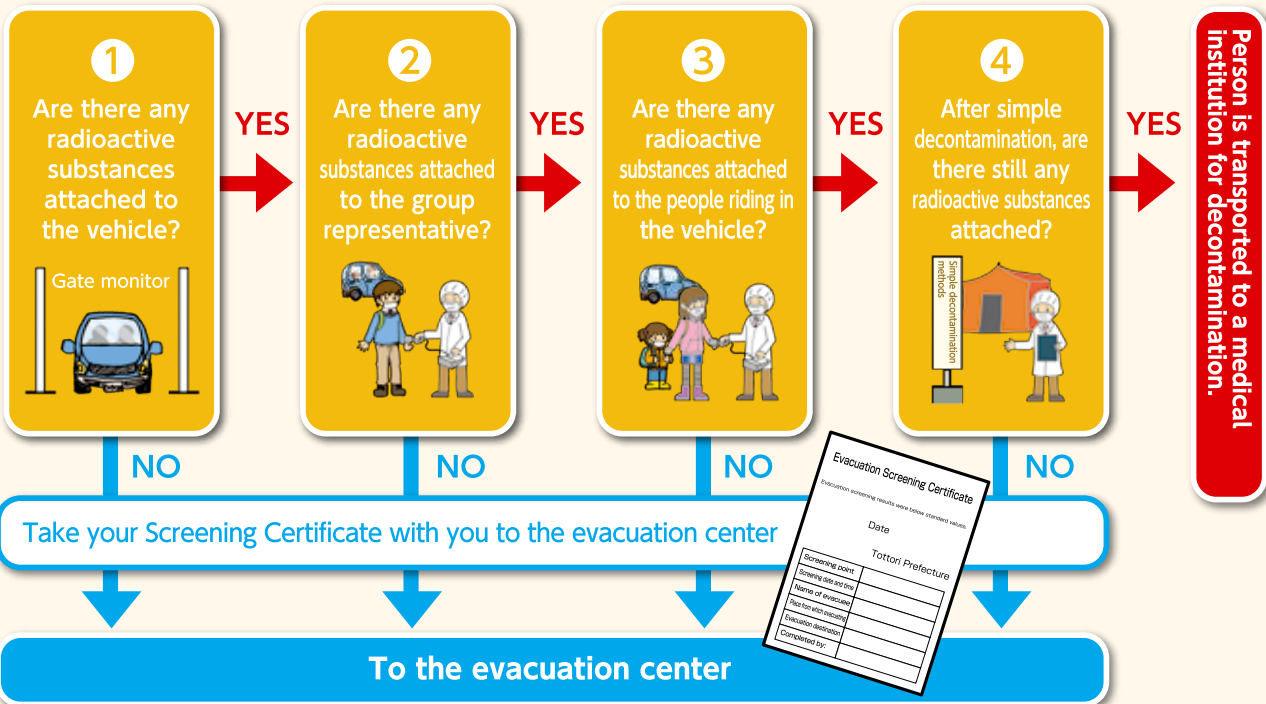 1
Are there any
radioactive
substances
attached to
the vehicle?
Gate monitor
YES
2
Are there any
radioactive
substances attached
to the group
representative?
YES
3
Are there any
radioactive
substances attached
to the people riding in
the vehicle?
YES
4
After simple
decontamination, are
there still any
radioactive substances
attached?
Simple decontamination
methods
YES
Person is transported to a medical
institution for decontamination.
NO
NO
NO
NO
Take your Screening Certificate with you to the evacuation center
Evacuation Screening Certificate
Evacuation screening results were below standard values.
Date
Tottori Prefecture
Screening point
Screening date and time
Name of evacuee
Place from which evacuating
Evacuation destination
Completed by:
To the evacuation center